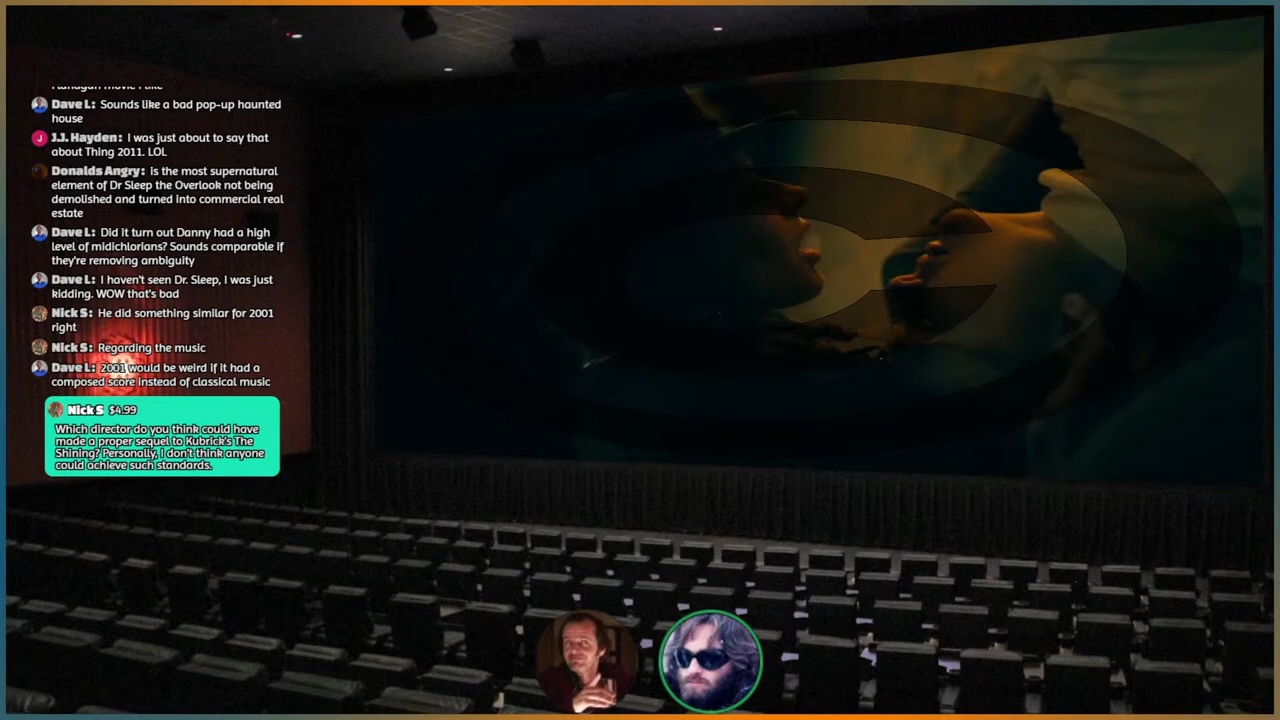 Flanagan movie I like
Dave L: Sounds like a bad pop-up haunted
house
J
J.J. Hayden: I was just about to say that
about Thing 2011. LOL
Donalds Angry: is the most supernatural
element of Dr Sleep the Overlook not being
demolished and turned into commercial real
estate
Dave L: Did it turn out Danny had a high
level of midichlorians? Sounds comparable if
they're removing ambiguity
Dave L: I haven't seen Dr. Sleep, I was just
kidding. WOW that's bad
Nick S: He did something similar for 2001
right
Nick S: Regarding the music
Dave L: 2001 would be weird if it had a
composed score instead of classical music
Nick S $4.99
Which director do you think could have
made a proper sequel to Kubrick's The
Shining? Personally, I don't think anyone
could achieve such standards.